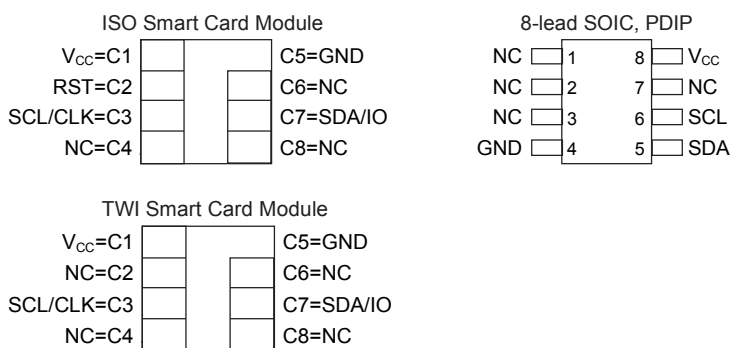 ISO Smart Card Module
V_CC=C1 C5=GND
RST=C2 C6=NC
SCL/CLK=C3 C7=SDA/IO
NC=C4 C8=NC
8-lead SOIC, PDIP
NC 1 8 V_CC
NC 2 7 NC
NC 3 6 SCL
GND 4 5 SDA
TWI Smart Card Module
V_CC=C1 C5=GND
NC=C2 C6=NC
SCL/CLK=C3 C7=SDA/IO
NC=C4 C8=NC